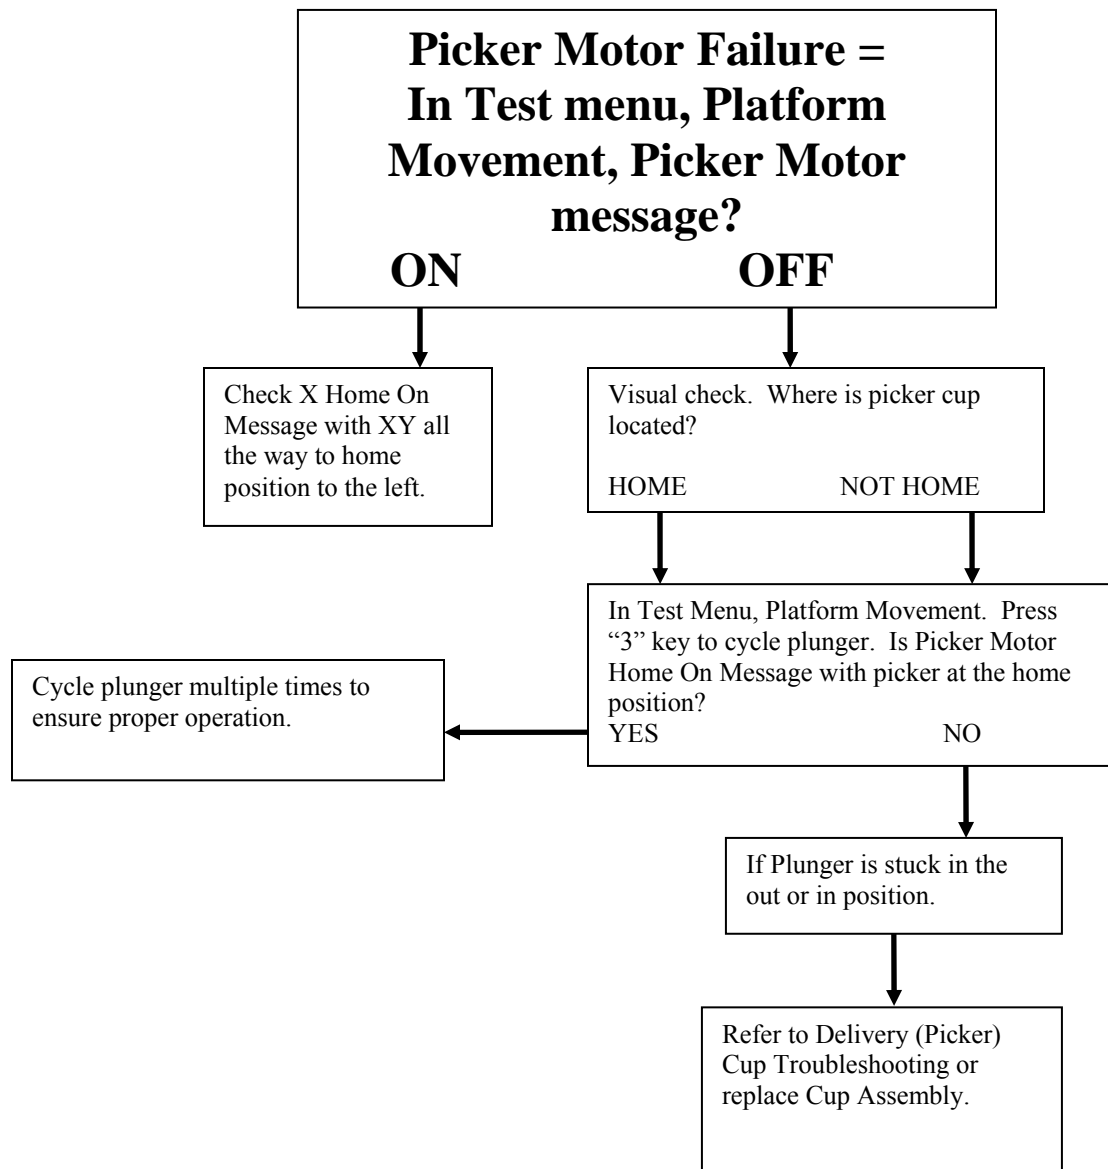 Picker Motor Failure =
In Test menu, Platform
Movement, Picker Motor
message?
ON OFF
Check X Home On
Message with XY all
the way to home
position to the left.
Visual check.  Where is picker cup
located?
HOME NOT HOME
In Test Menu, Platform Movement.  Press
“3” key to cycle plunger.  Is Picker Motor
Home On Message with picker at the home
position?
YES NO
Cycle plunger multiple times to
ensure proper operation.
If Plunger is stuck in the
out or in position.
Refer to Delivery (Picker)
Cup Troubleshooting or
replace Cup Assembly.